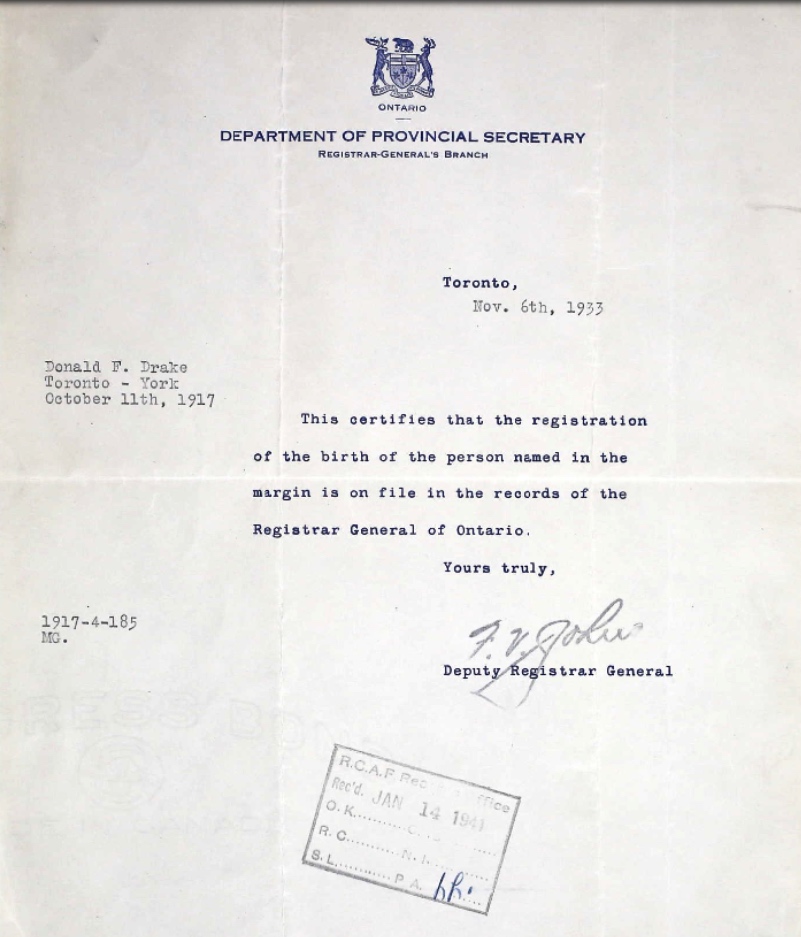 ONTARIO
DEPARTMENT OF PROVINCIAL SECRETARY
REGISTRAR-GENERAL'S BRANCH
Toronto,
Nov. 6th, 1933
Donald F. Drake
Toronto - York
October 11th, 1917
This certifies that the registration
of the birth of the person named in the
margin is on file in the records of the
Registrar General of Ontario.
Yours truly,
1917-4-185
MG.
F. V. Johns
Deputy Registrar General
R.C.A.F. Office
Rec'd. JAN 14 1941
O. K.
R. C. N. I.
S. L. P. A.